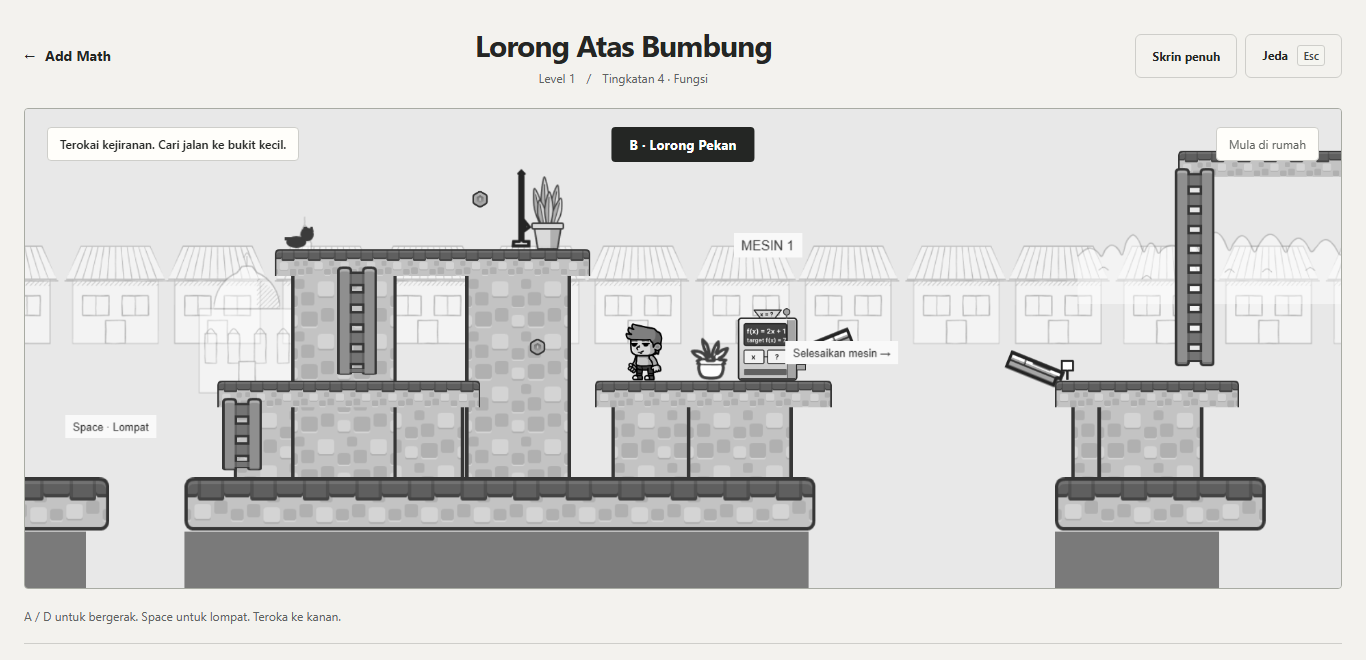 ← Add Math
Lorong Atas Bumbung
Level 1 / Tingkatan 4 · Fungsi
Skrin penuh
Jeda Esc
Terokai kejiranan. Cari jalan ke bukit kecil.
B · Lorong Pekan
Mula di rumah
MESIN 1
x = ?
f(x) = 2x + 1
target f(x) =
x
?
Selesaikan mesin →
Space · Lompat
A / D untuk bergerak. Space untuk lompat. Teroka ke kanan.